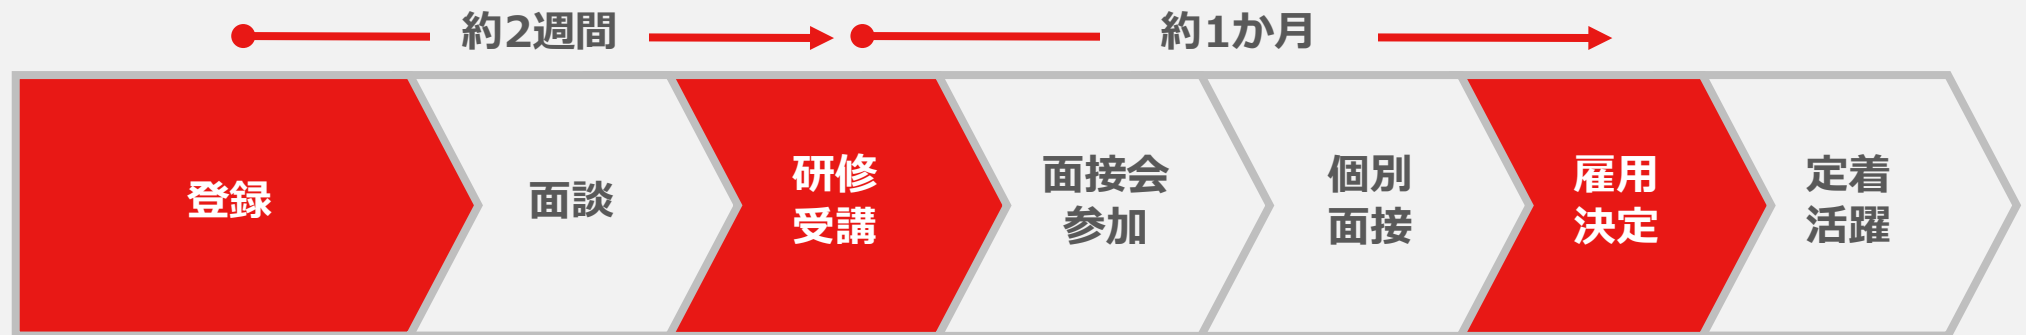 約2週間
約1か月
登録
面談
研修
受講
面接会
参加
個別
面接
雇用
決定
定着
活躍